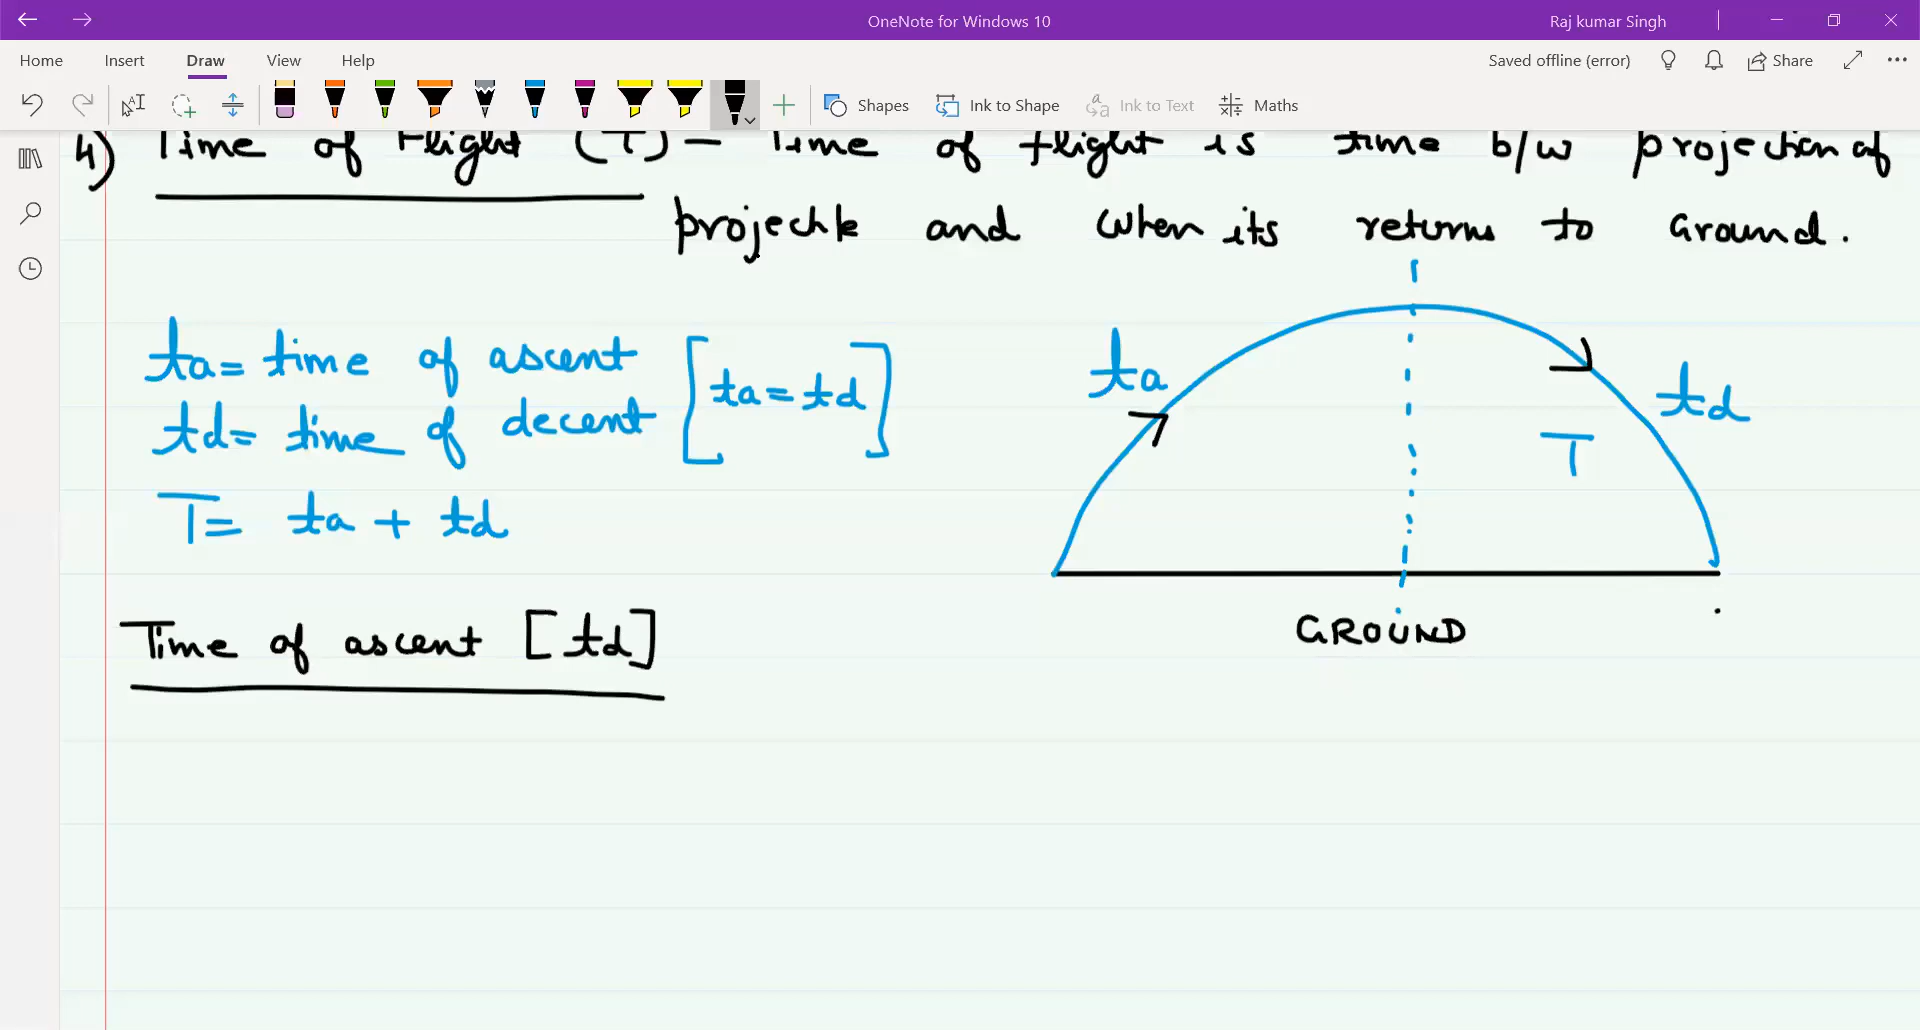 OneNote for Windows 10
Raj kumar Singh
Home Insert Draw View Help
Saved offline (error) Share
Shapes Ink to Shape Ink to Text Maths
4) Time of Flight (T) - Time of flight is time b/w projection of
projectile and when its returns to Ground.
ta = time of ascent
td = time of decent
[ta = td]
T = ta + td
ta
td
T
GROUND
Time of ascent [td]